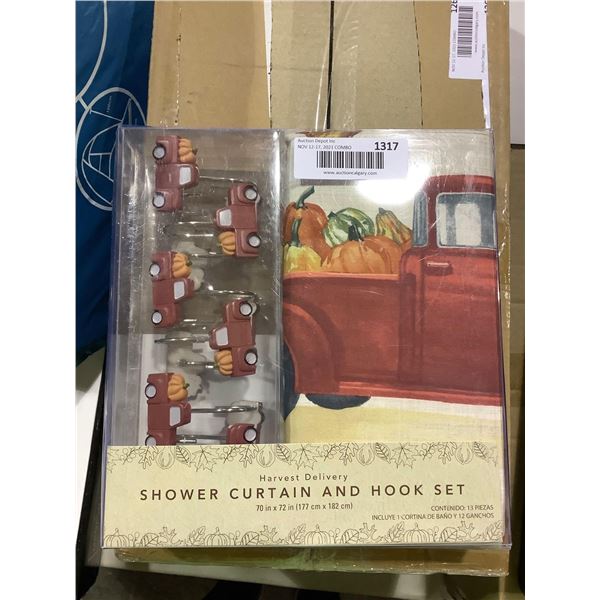 Auction Depot Inc
NOV 12-17, 2021 COMBO
1317
www.auctioncalgary.com
Harvest Delivery
SHOWER CURTAIN AND HOOK SET
70 in x 72 in (177 cm x 182 cm)
CONTENIDO: 13 PIEZAS
INCLUYE 1 CORTINA DE BAÑO Y 12 GANCHOS